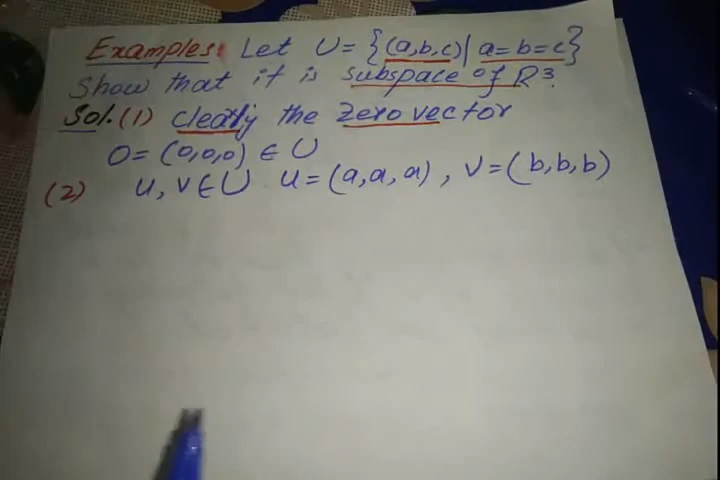 Examples: Let U = {(a,b,c) | a=b=c}
Show that it is subspace of R³.
Sol. (1) Clearly the Zero vector
0 = (0,0,0) ∈ U
(2) u, v ∈ U u = (a, a, a) , v = (b, b, b)